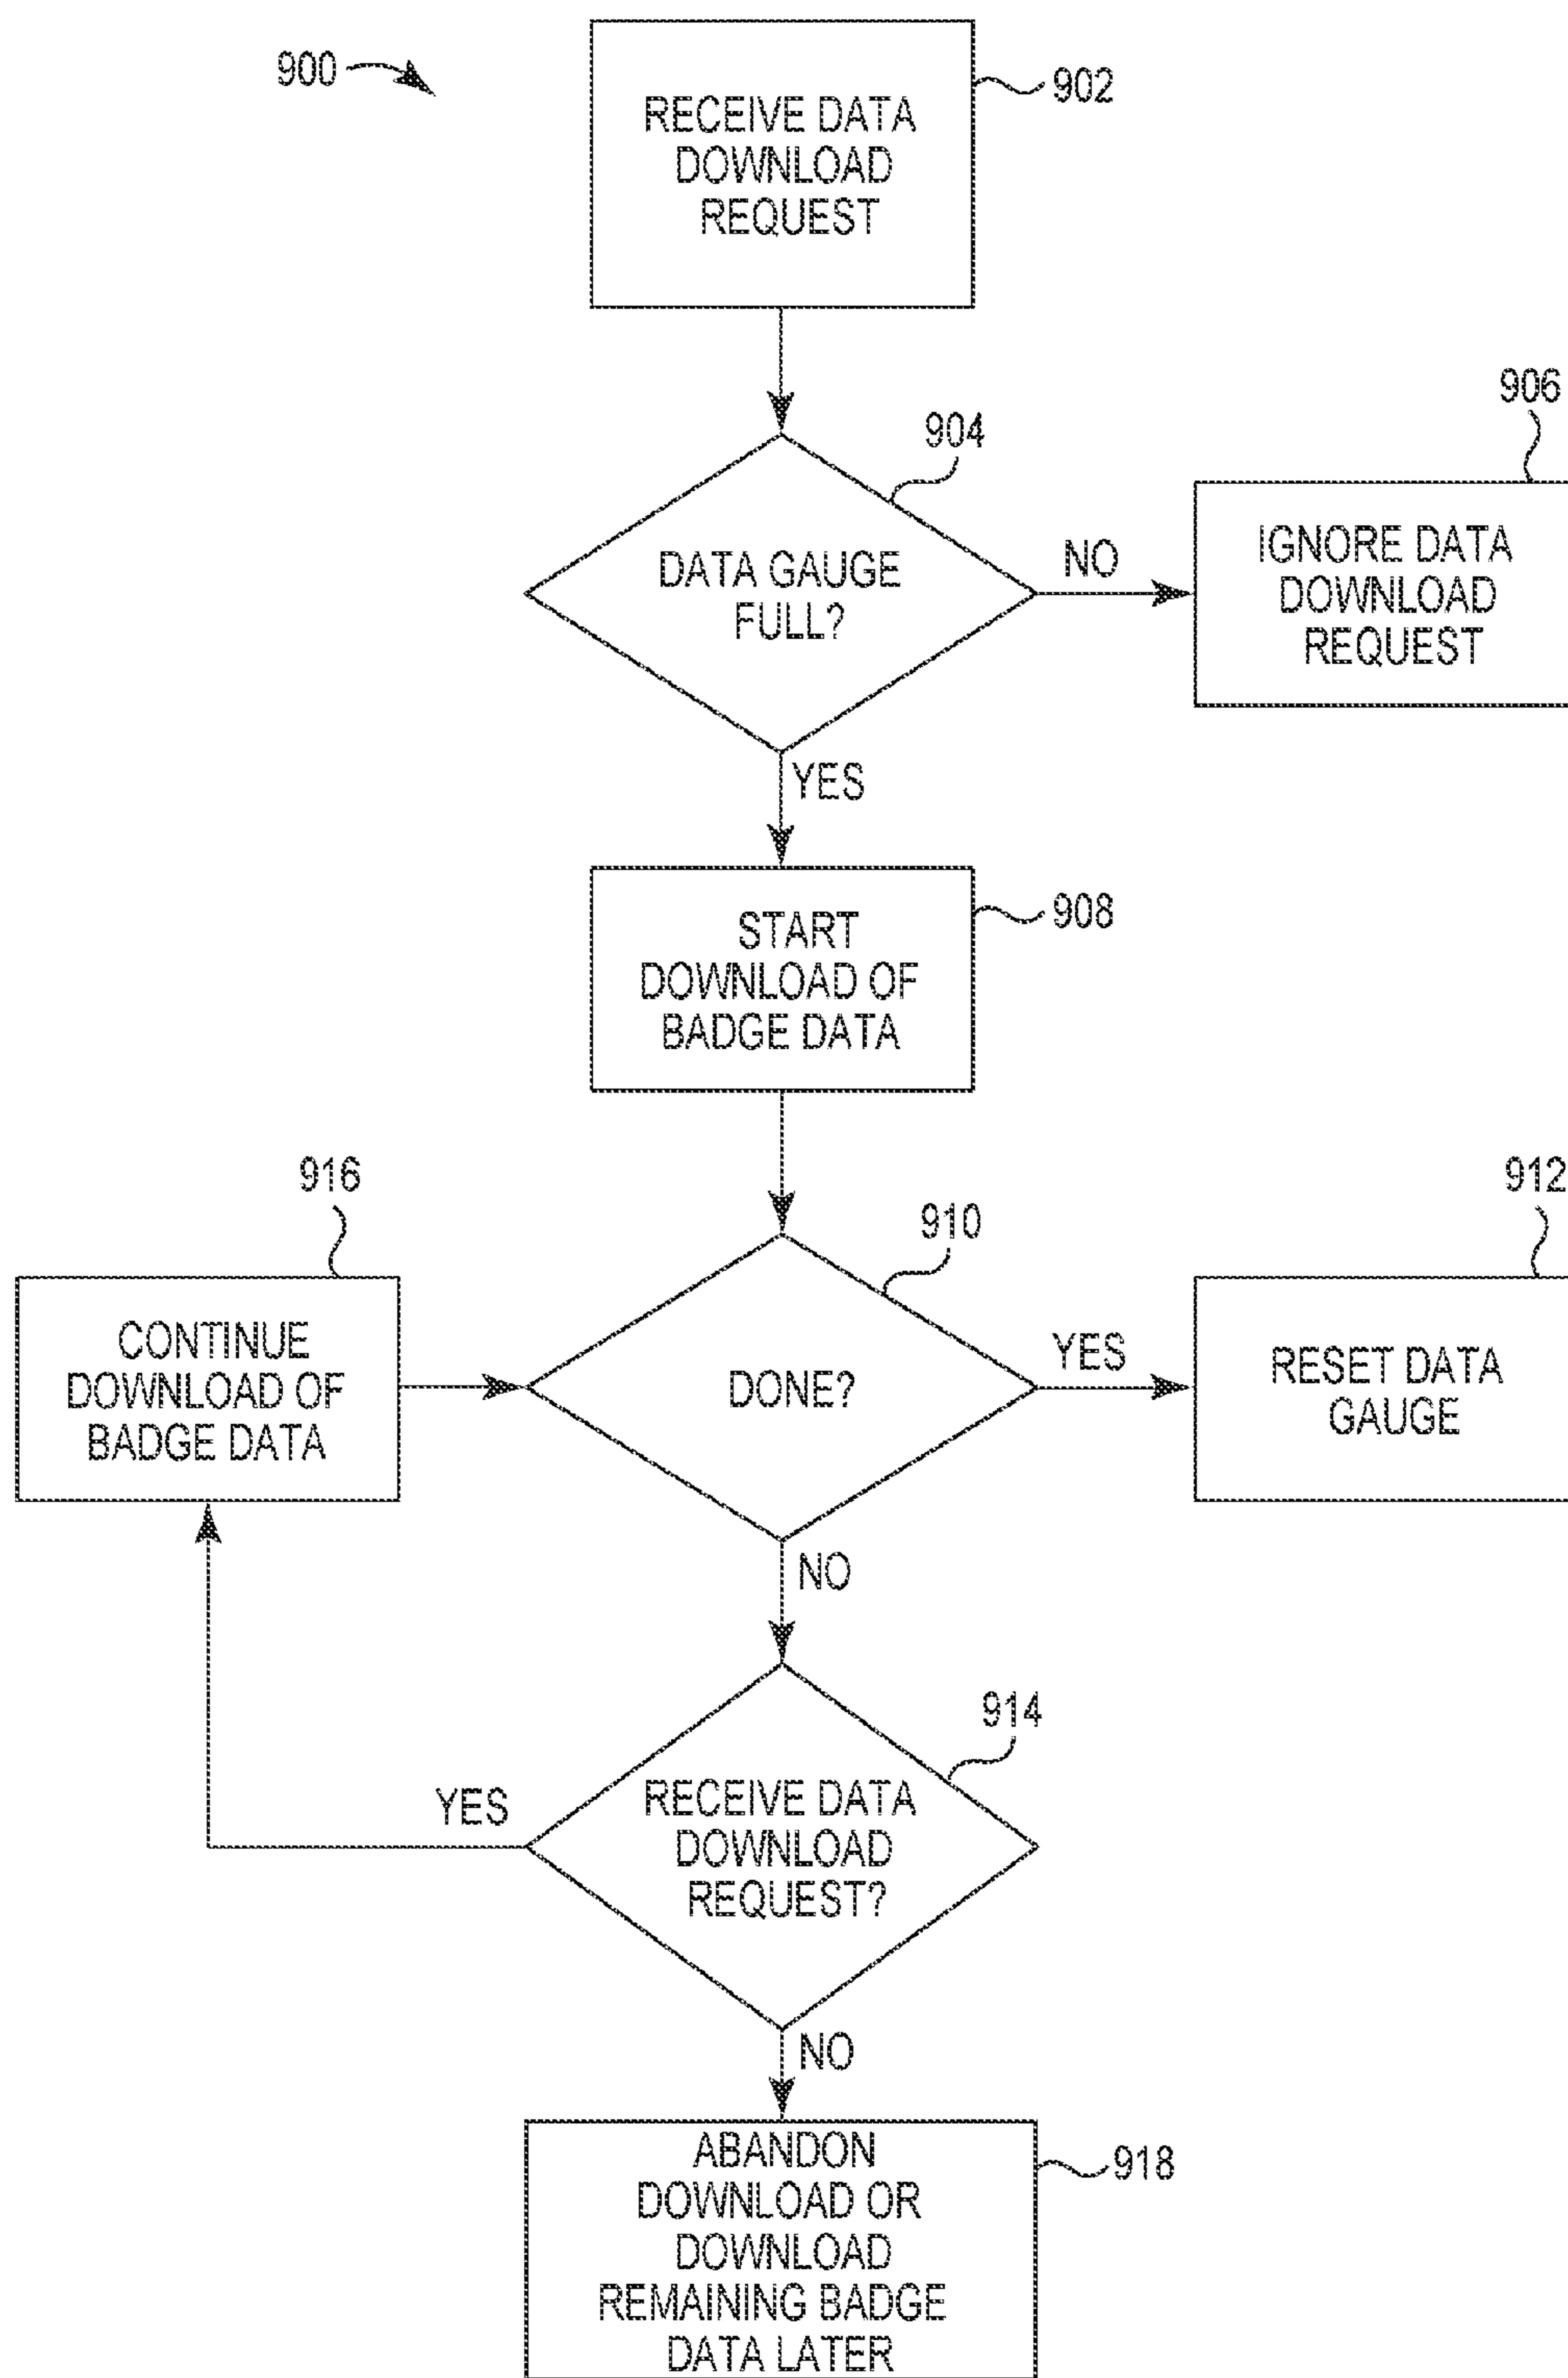 900
RECEIVE DATA
DOWNLOAD
REQUEST
902
904
DATA GAUGE
FULL?
NO
906
IGNORE DATA
DOWNLOAD
REQUEST
YES
START
DOWNLOAD OF
BADGE DATA
908
916
CONTINUE
DOWNLOAD OF
BADGE DATA
910
DONE?
YES
912
RESET DATA
GAUGE
NO
914
RECEIVE DATA
DOWNLOAD
REQUEST?
YES
NO
ABANDON
DOWNLOAD OR
DOWNLOAD
REMAINING BADGE
DATA LATER
918